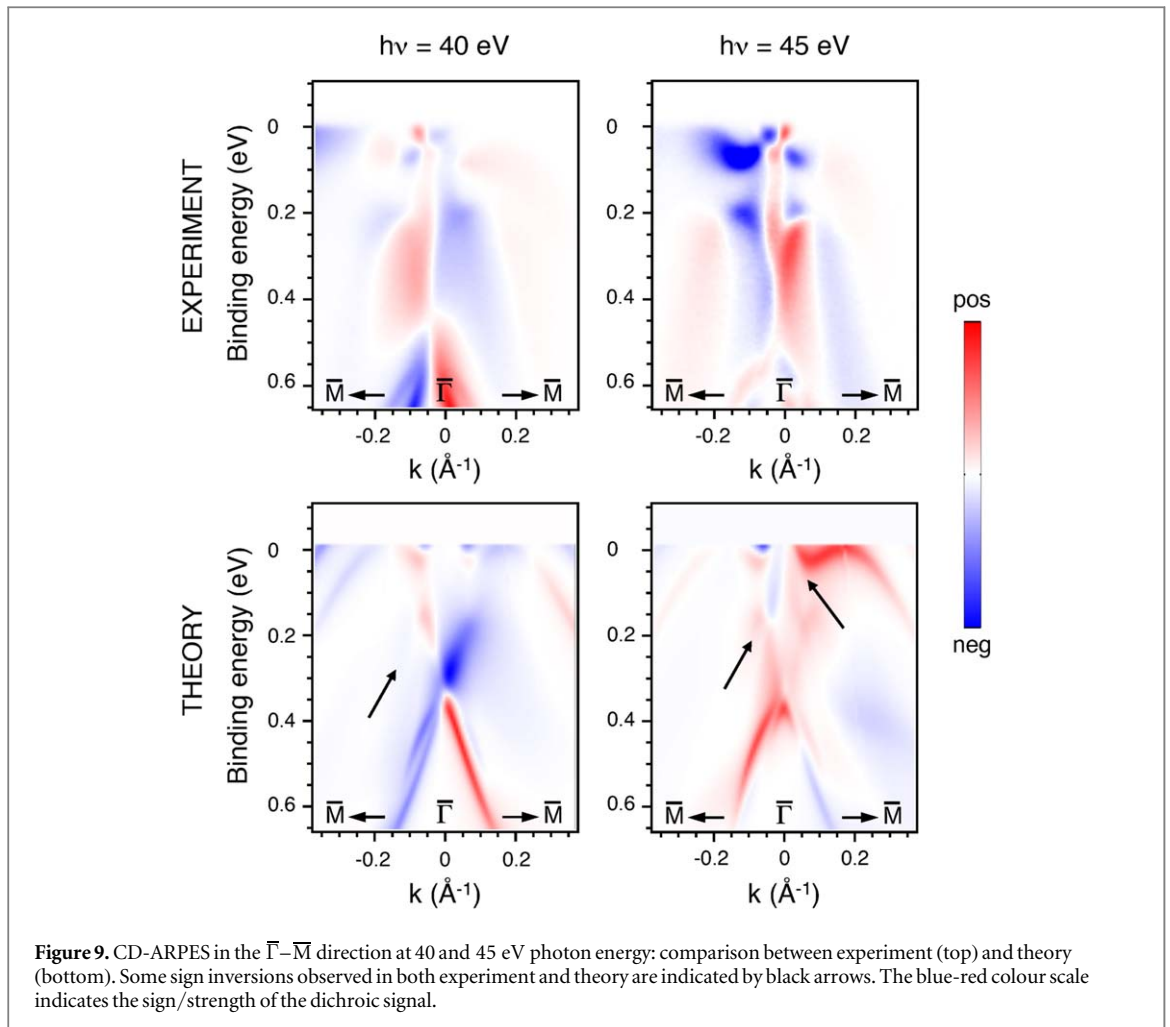 hν = 40 eV
hν = 45 eV
EXPERIMENT
Binding energy (eV)
0
0.2
0.4
0.6
M̅ ← Γ̅ → M̅
-0.2 0 0.2
k (Å⁻¹)
0
0.2
0.4
0.6
M̅ ← Γ̅ → M̅
-0.2 0 0.2
k (Å⁻¹)
pos
neg
THEORY
Binding energy (eV)
0
0.2
0.4
0.6
M̅ ← Γ̅ → M̅
-0.2 0 0.2
k (Å⁻¹)
0
0.2
0.4
0.6
M̅ ← Γ̅ → M̅
-0.2 0 0.2
k (Å⁻¹)
Figure 9. CD-ARPES in the Γ̅–M̅ direction at 40 and 45 eV photon energy: comparison between experiment (top) and theory
(bottom). Some sign inversions observed in both experiment and theory are indicated by black arrows. The blue-red colour scale
indicates the sign/strength of the dichroic signal.